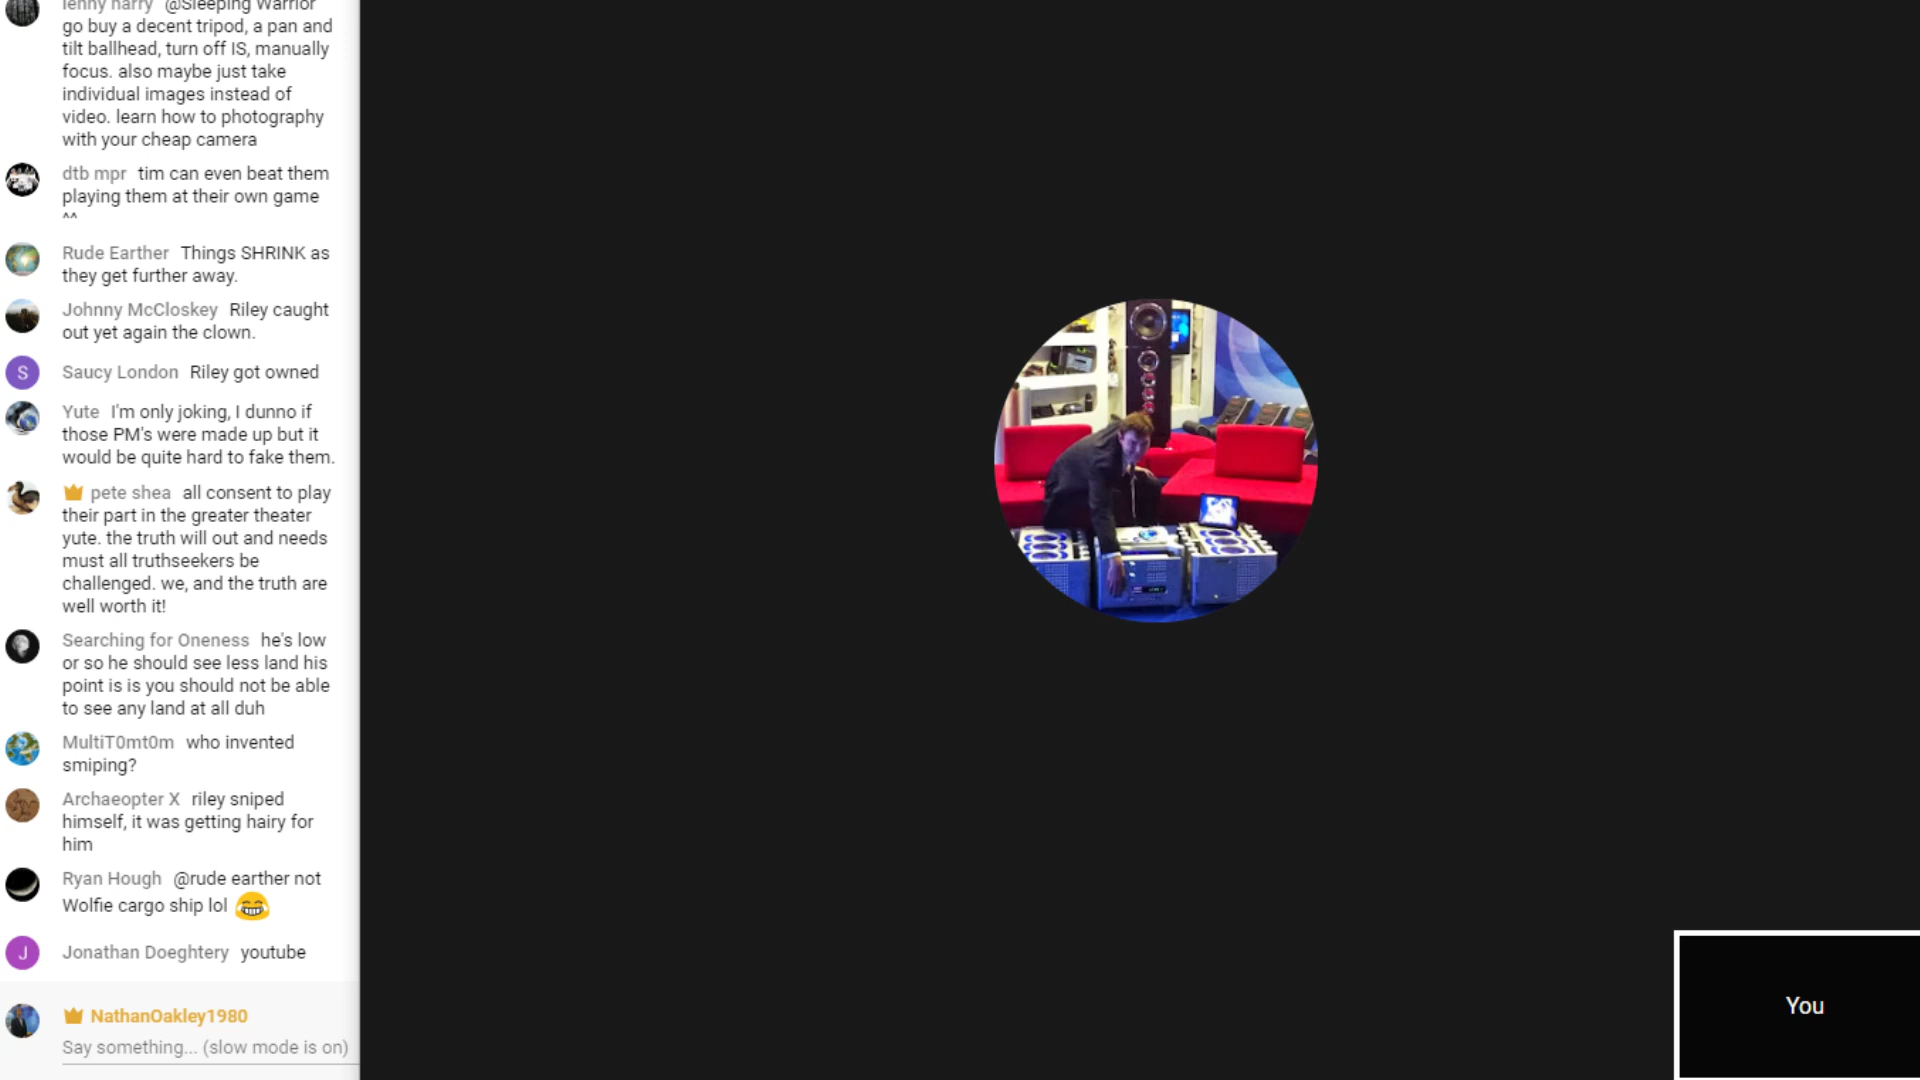 lenny harry @Sleeping Warrior
go buy a decent tripod, a pan and
tilt ballhead, turn off IS, manually
focus. also maybe just take
individual images instead of
video. learn how to photography
with your cheap camera
dtb mpr tim can even beat them
playing them at their own game
^^
Rude Earther Things SHRINK as
they get further away.
Johnny McCloskey Riley caught
out yet again the clown.
S
Saucy London Riley got owned
Yute I'm only joking, I dunno if
those PM's were made up but it
would be quite hard to fake them.
pete shea all consent to play
their part in the greater theater
yute. the truth will out and needs
must all truthseekers be
challenged. we, and the truth are
well worth it!
Searching for Oneness he's low
or so he should see less land his
point is is you should not be able
to see any land at all duh
MultiT0mt0m who invented
smiping?
Archaeopter X riley sniped
himself, it was getting hairy for
him
Ryan Hough @rude earther not
Wolfie cargo ship lol
J
Jonathan Doeghtery youtube
NathanOakley1980
Say something... (slow mode is on)
You